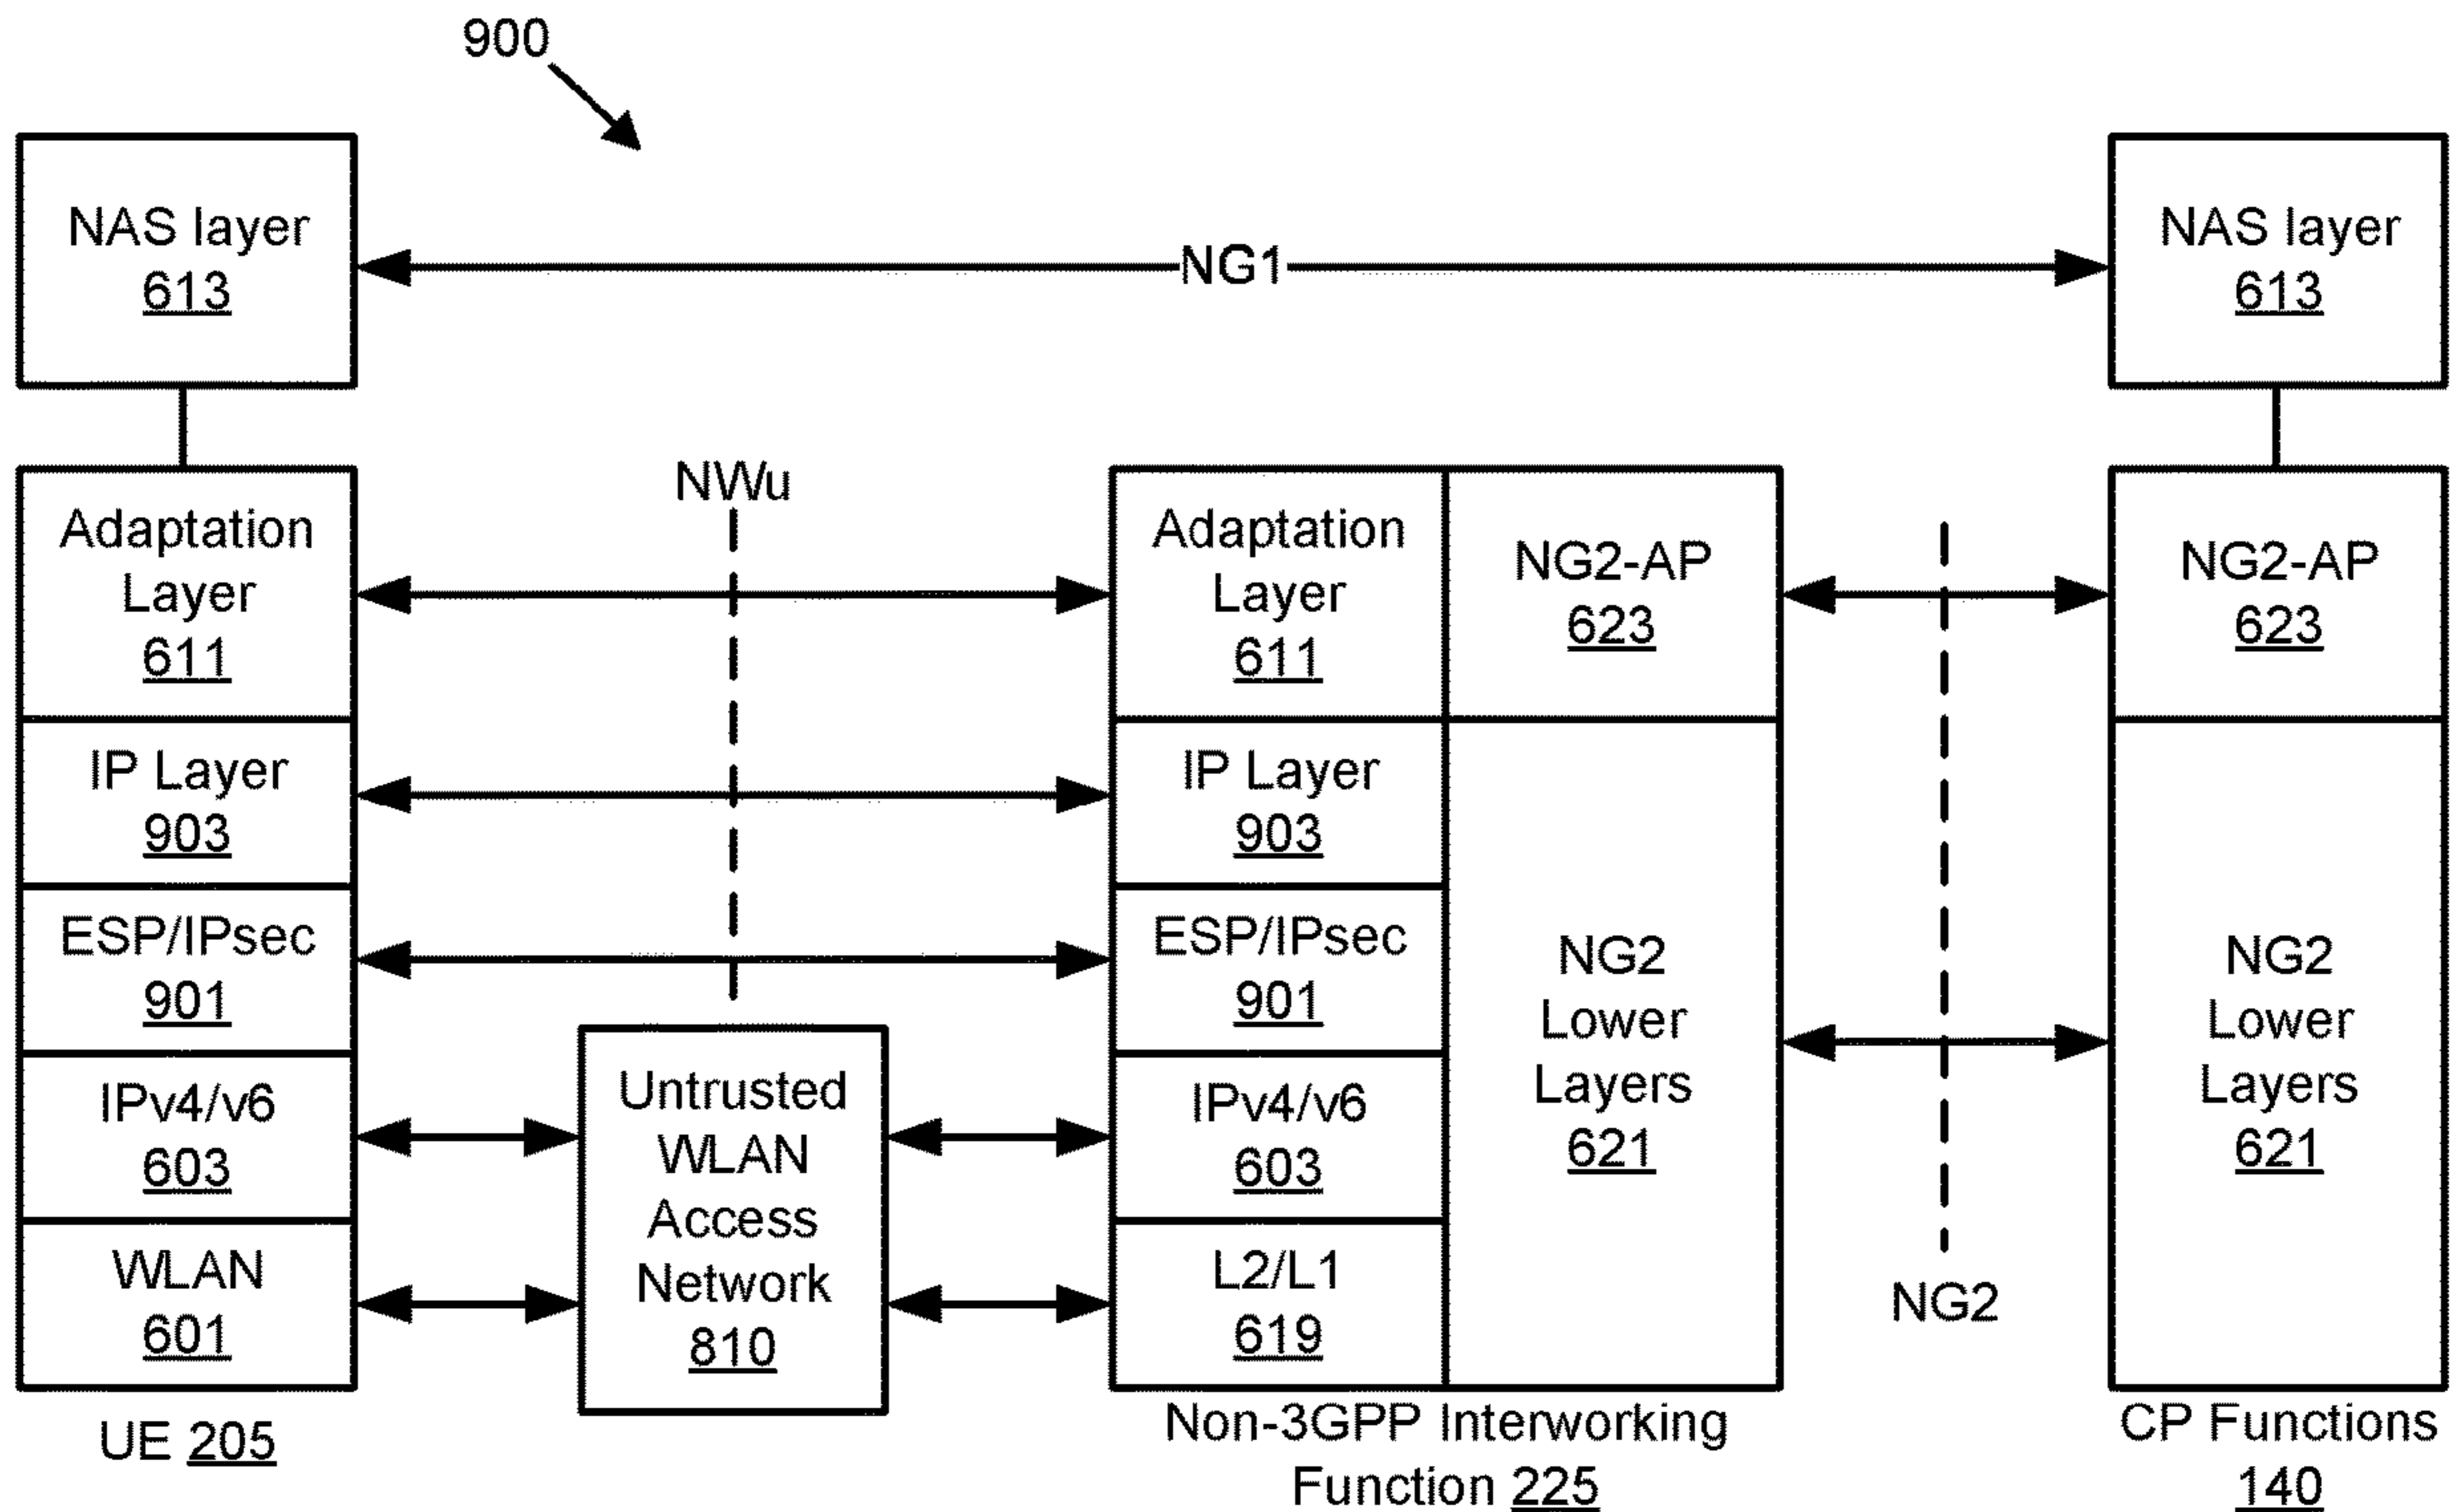 900
NAS layer
613
NG1
NAS layer
613
Adaptation
Layer
611
NWu
Adaptation
Layer
611
NG2-AP
623
NG2-AP
623
IP Layer
903
IP Layer
903
ESP/IPsec
901
ESP/IPsec
901
NG2
Lower
Layers
621
NG2
Lower
Layers
621
IPv4/v6
603
Untrusted
WLAN
Access
Network
810
IPv4/v6
603
WLAN
601
L2/L1
619
NG2
UE 205
Non-3GPP Interworking
Function 225
CP Functions
140